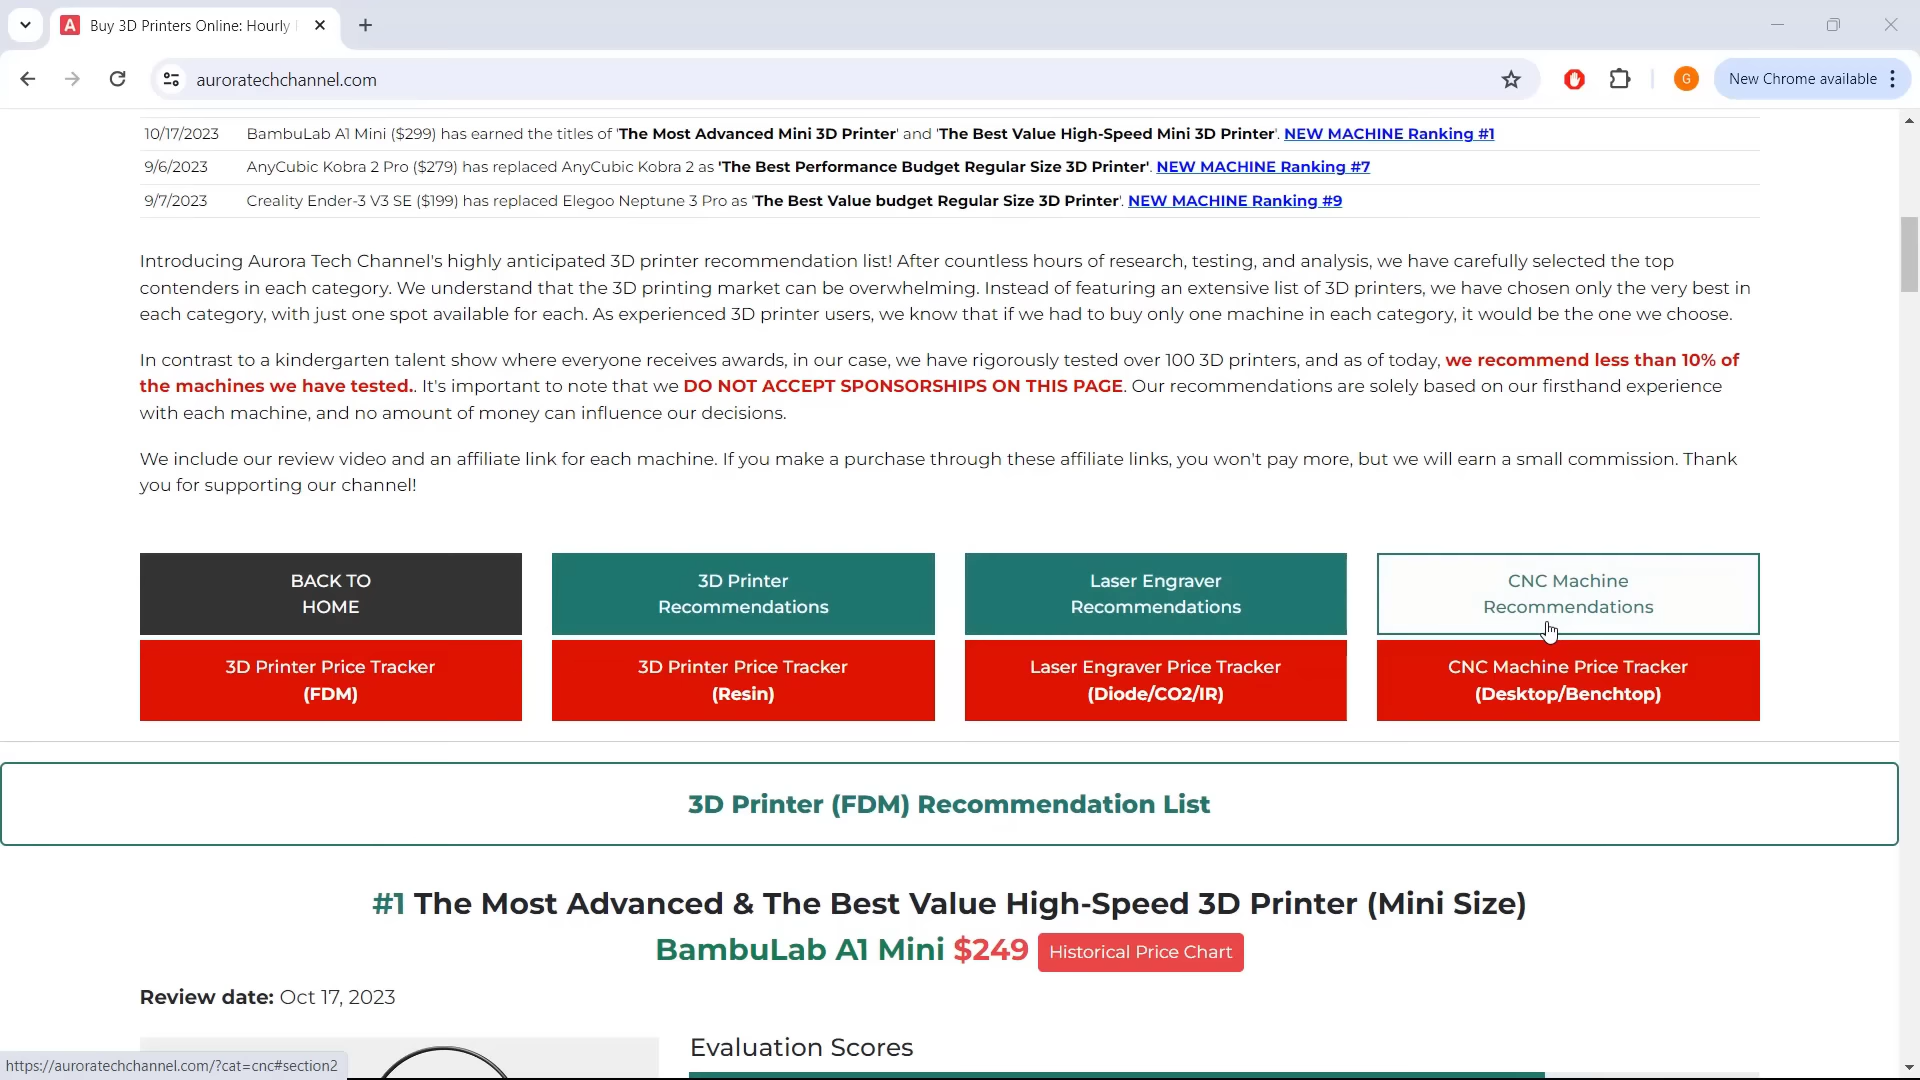 A Buy 3D Printers Online: Hourly
auroratechchannel.com
G
New Chrome available
10/17/2023 BambuLab A1 Mini ($299) has earned the titles of 'The Most Advanced Mini 3D Printer' and 'The Best Value High-Speed Mini 3D Printer'. NEW MACHINE Ranking #1
9/6/2023 AnyCubic Kobra 2 Pro ($279) has replaced AnyCubic Kobra 2 as 'The Best Performance Budget Regular Size 3D Printer'. NEW MACHINE Ranking #7
9/7/2023 Creality Ender-3 V3 SE ($199) has replaced Elegoo Neptune 3 Pro as 'The Best Value budget Regular Size 3D Printer'. NEW MACHINE Ranking #9
Introducing Aurora Tech Channel's highly anticipated 3D printer recommendation list! After countless hours of research, testing, and analysis, we have carefully selected the top
contenders in each category. We understand that the 3D printing market can be overwhelming. Instead of featuring an extensive list of 3D printers, we have chosen only the very best in
each category, with just one spot available for each. As experienced 3D printer users, we know that if we had to buy only one machine in each category, it would be the one we choose.
In contrast to a kindergarten talent show where everyone receives awards, in our case, we have rigorously tested over 100 3D printers, and as of today, we recommend less than 10% of
the machines we have tested.. It's important to note that we DO NOT ACCEPT SPONSORSHIPS ON THIS PAGE. Our recommendations are solely based on our firsthand experience
with each machine, and no amount of money can influence our decisions.
We include our review video and an affiliate link for each machine. If you make a purchase through these affiliate links, you won't pay more, but we will earn a small commission. Thank
you for supporting our channel!
BACK TO
HOME
3D Printer
Recommendations
Laser Engraver
Recommendations
CNC Machine
Recommendations
3D Printer Price Tracker
(FDM)
3D Printer Price Tracker
(Resin)
Laser Engraver Price Tracker
(Diode/CO2/IR)
CNC Machine Price Tracker
(Desktop/Benchtop)
3D Printer (FDM) Recommendation List
#1 The Most Advanced & The Best Value High-Speed 3D Printer (Mini Size)
BambuLab A1 Mini $249 Historical Price Chart
Review date: Oct 17, 2023
Evaluation Scores
https://auroratechchannel.com/?cat=cnc#section2